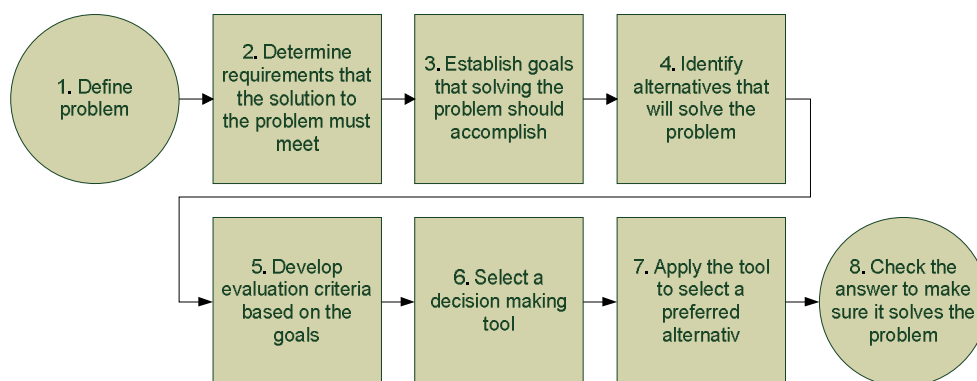 1. Define
problem
2. Determine
requirements that
the solution to
the problem must
meet
3. Establish goals
that solving the
problem should
accomplish
4. Identify
alternatives that
will solve the
problem
5. Develop
evaluation criteria
based on the
goals
6. Select a
decision making
tool
7. Apply the tool
to select a
preferred
alternativ
8. Check the
answer to make
sure it solves the
problem